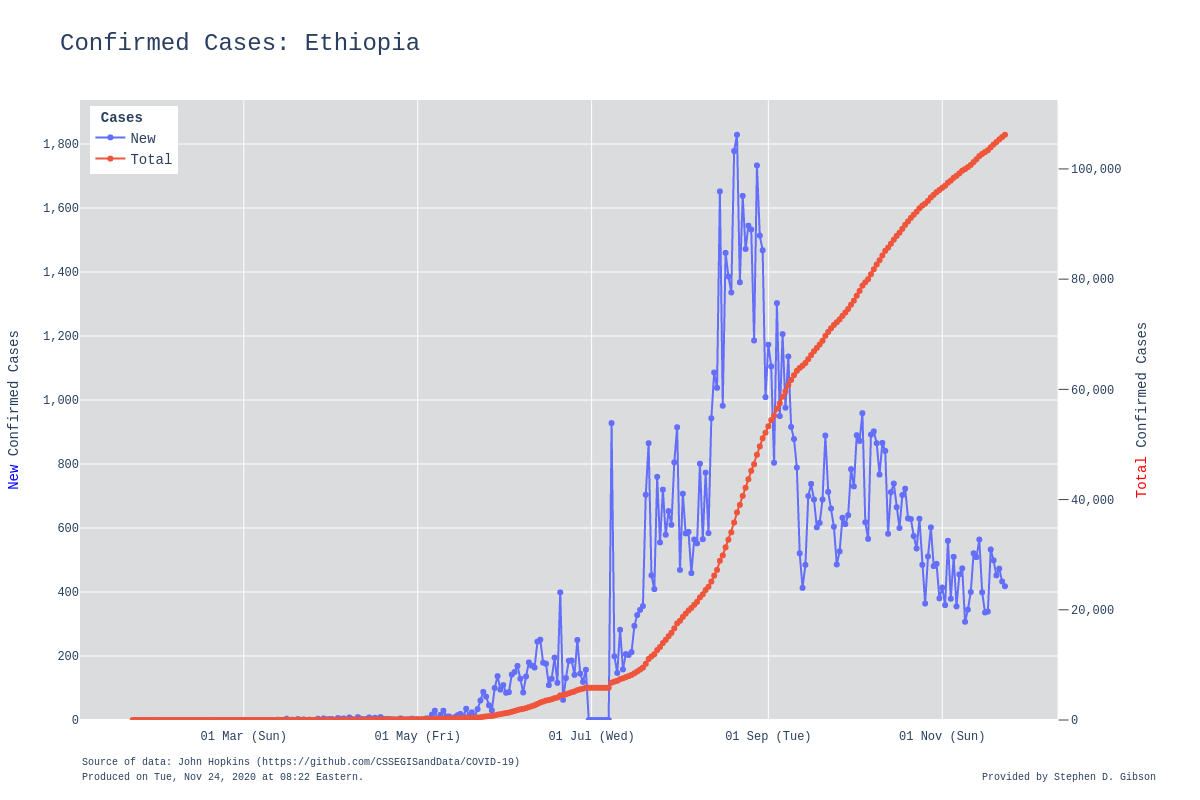 Confirmed Cases: Ethiopia
Cases
New
Total
1,800
1,600
1,400
1,200
1,000
800
600
400
200
0
New Confirmed Cases
100,000
80,000
60,000
40,000
20,000
0
Total Confirmed Cases
01 Mar (Sun) 01 May (Fri) 01 Jul (Wed) 01 Sep (Tue) 01 Nov (Sun)
Source of data: John Hopkins (https://github.com/CSSEGISandData/COVID-19)
Produced on Tue, Nov 24, 2020 at 08:22 Eastern.
Provided by Stephen D. Gibson